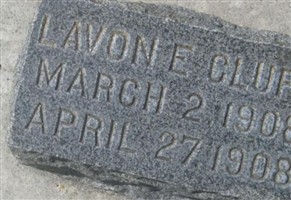 LAVON E CLUF
MARCH 2 1908
APRIL 27 1908